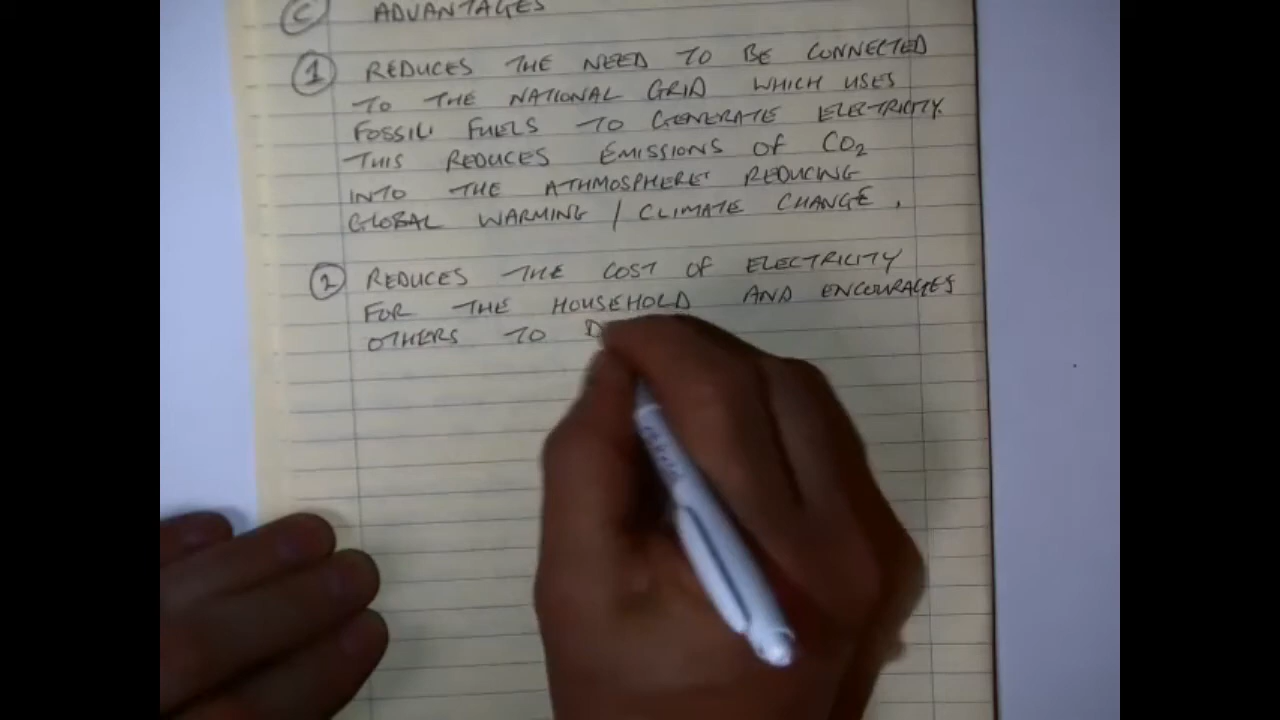 C ADVANTAGES
1 REDUCES THE NEED TO BE CONNECTED
TO THE NATIONAL GRID WHICH USES
FOSSIL FUELS TO GENERATE ELECTRICITY.
THIS REDUCES EMISSIONS OF CO2
INTO THE ATHMOSPHERE REDUCING
GLOBAL WARMING / CLIMATE CHANGE.
2 REDUCES THE COST OF ELECTRICITY
FOR THE HOUSEHOLD AND ENCOURAGES
OTHERS TO D